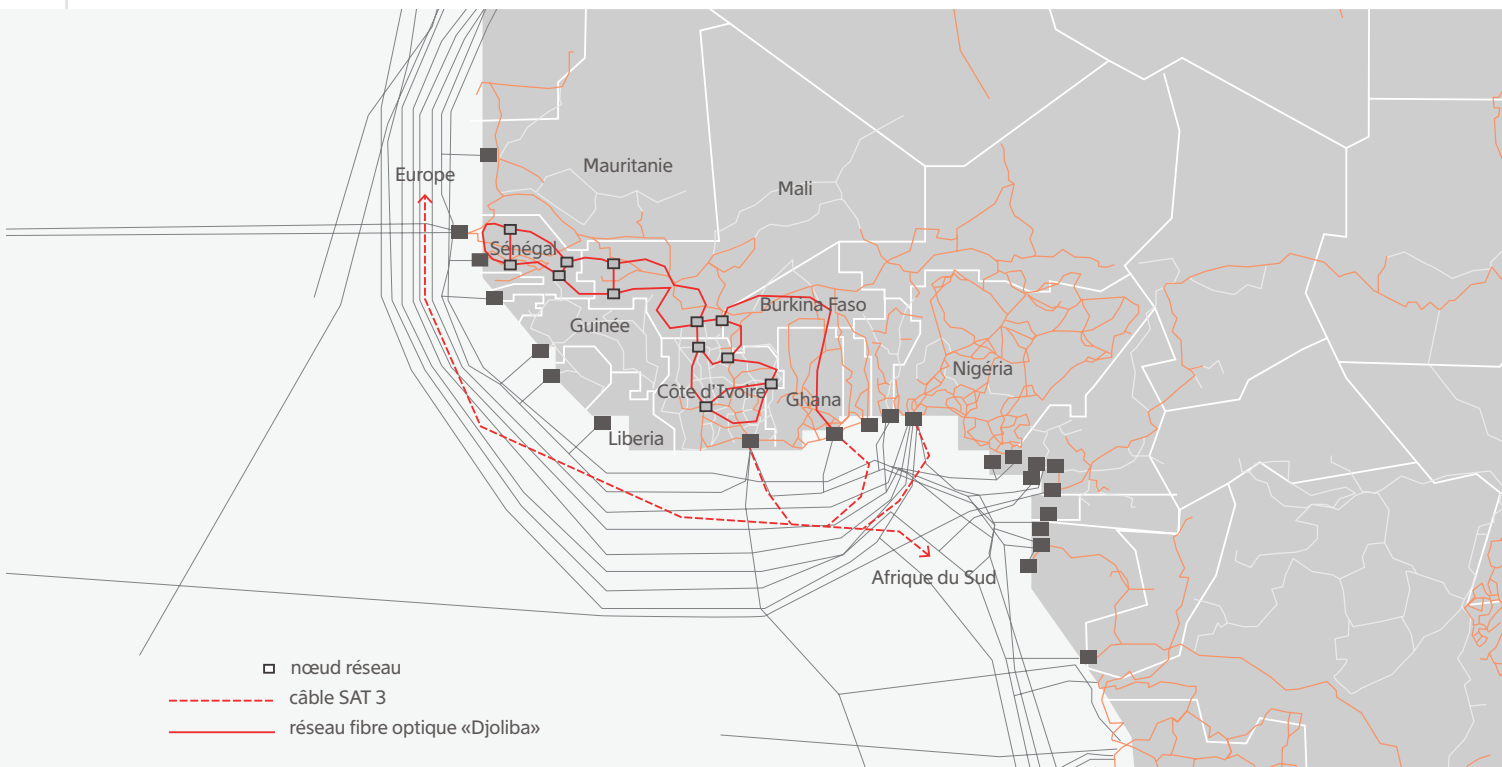 Mauritanie
Europe
Mali
Sénégal
Burkina Faso
Guinée
Nigéria
Côte d'Ivoire
Ghana
Liberia
Afrique du Sud
nœud réseau
câble SAT 3
réseau fibre optique «Djoliba»